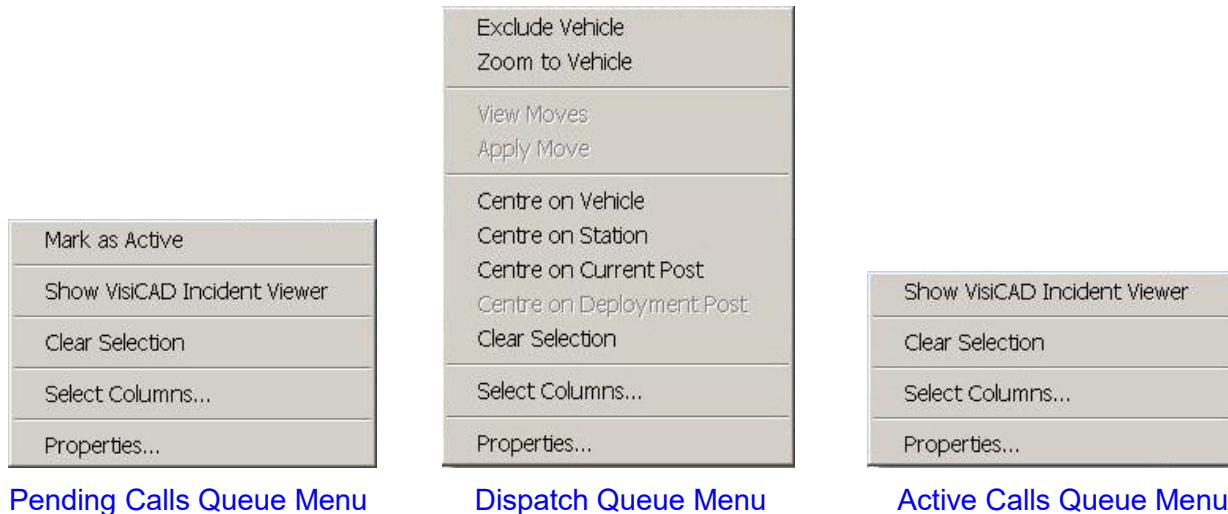 Mark as Active
Show VisiCAD Incident Viewer
Clear Selection
Select Columns...
Properties...
Pending Calls Queue Menu
Exclude Vehicle
Zoom to Vehicle
View Moves
Apply Move
Centre on Vehicle
Centre on Station
Centre on Current Post
Centre on Deployment Post
Clear Selection
Select Columns...
Properties...
Dispatch Queue Menu
Show VisiCAD Incident Viewer
Clear Selection
Select Columns...
Properties...
Active Calls Queue Menu